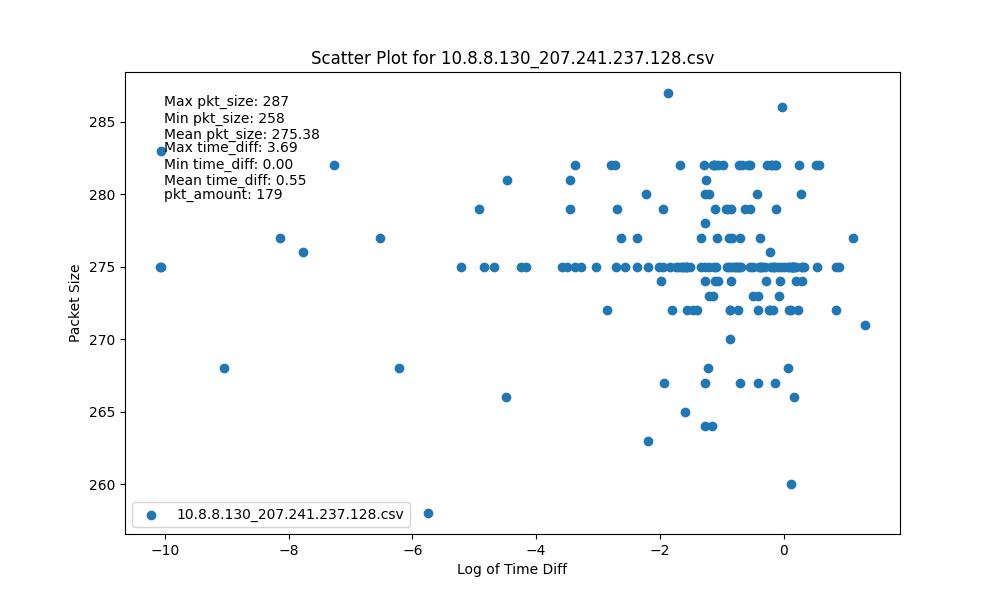 Scatter Plot for 10.8.8.130_207.241.237.128.csv
Max pkt_size: 287
Min pkt_size: 258
Mean pkt_size: 275.38
Max time_diff: 3.69
Min time_diff: 0.00
Mean time_diff: 0.55
pkt_amount: 179
285
280
275
270
265
260
Packet Size
10.8.8.130_207.241.237.128.csv
−10
−8
−6
−4
−2
0
Log of Time Diff